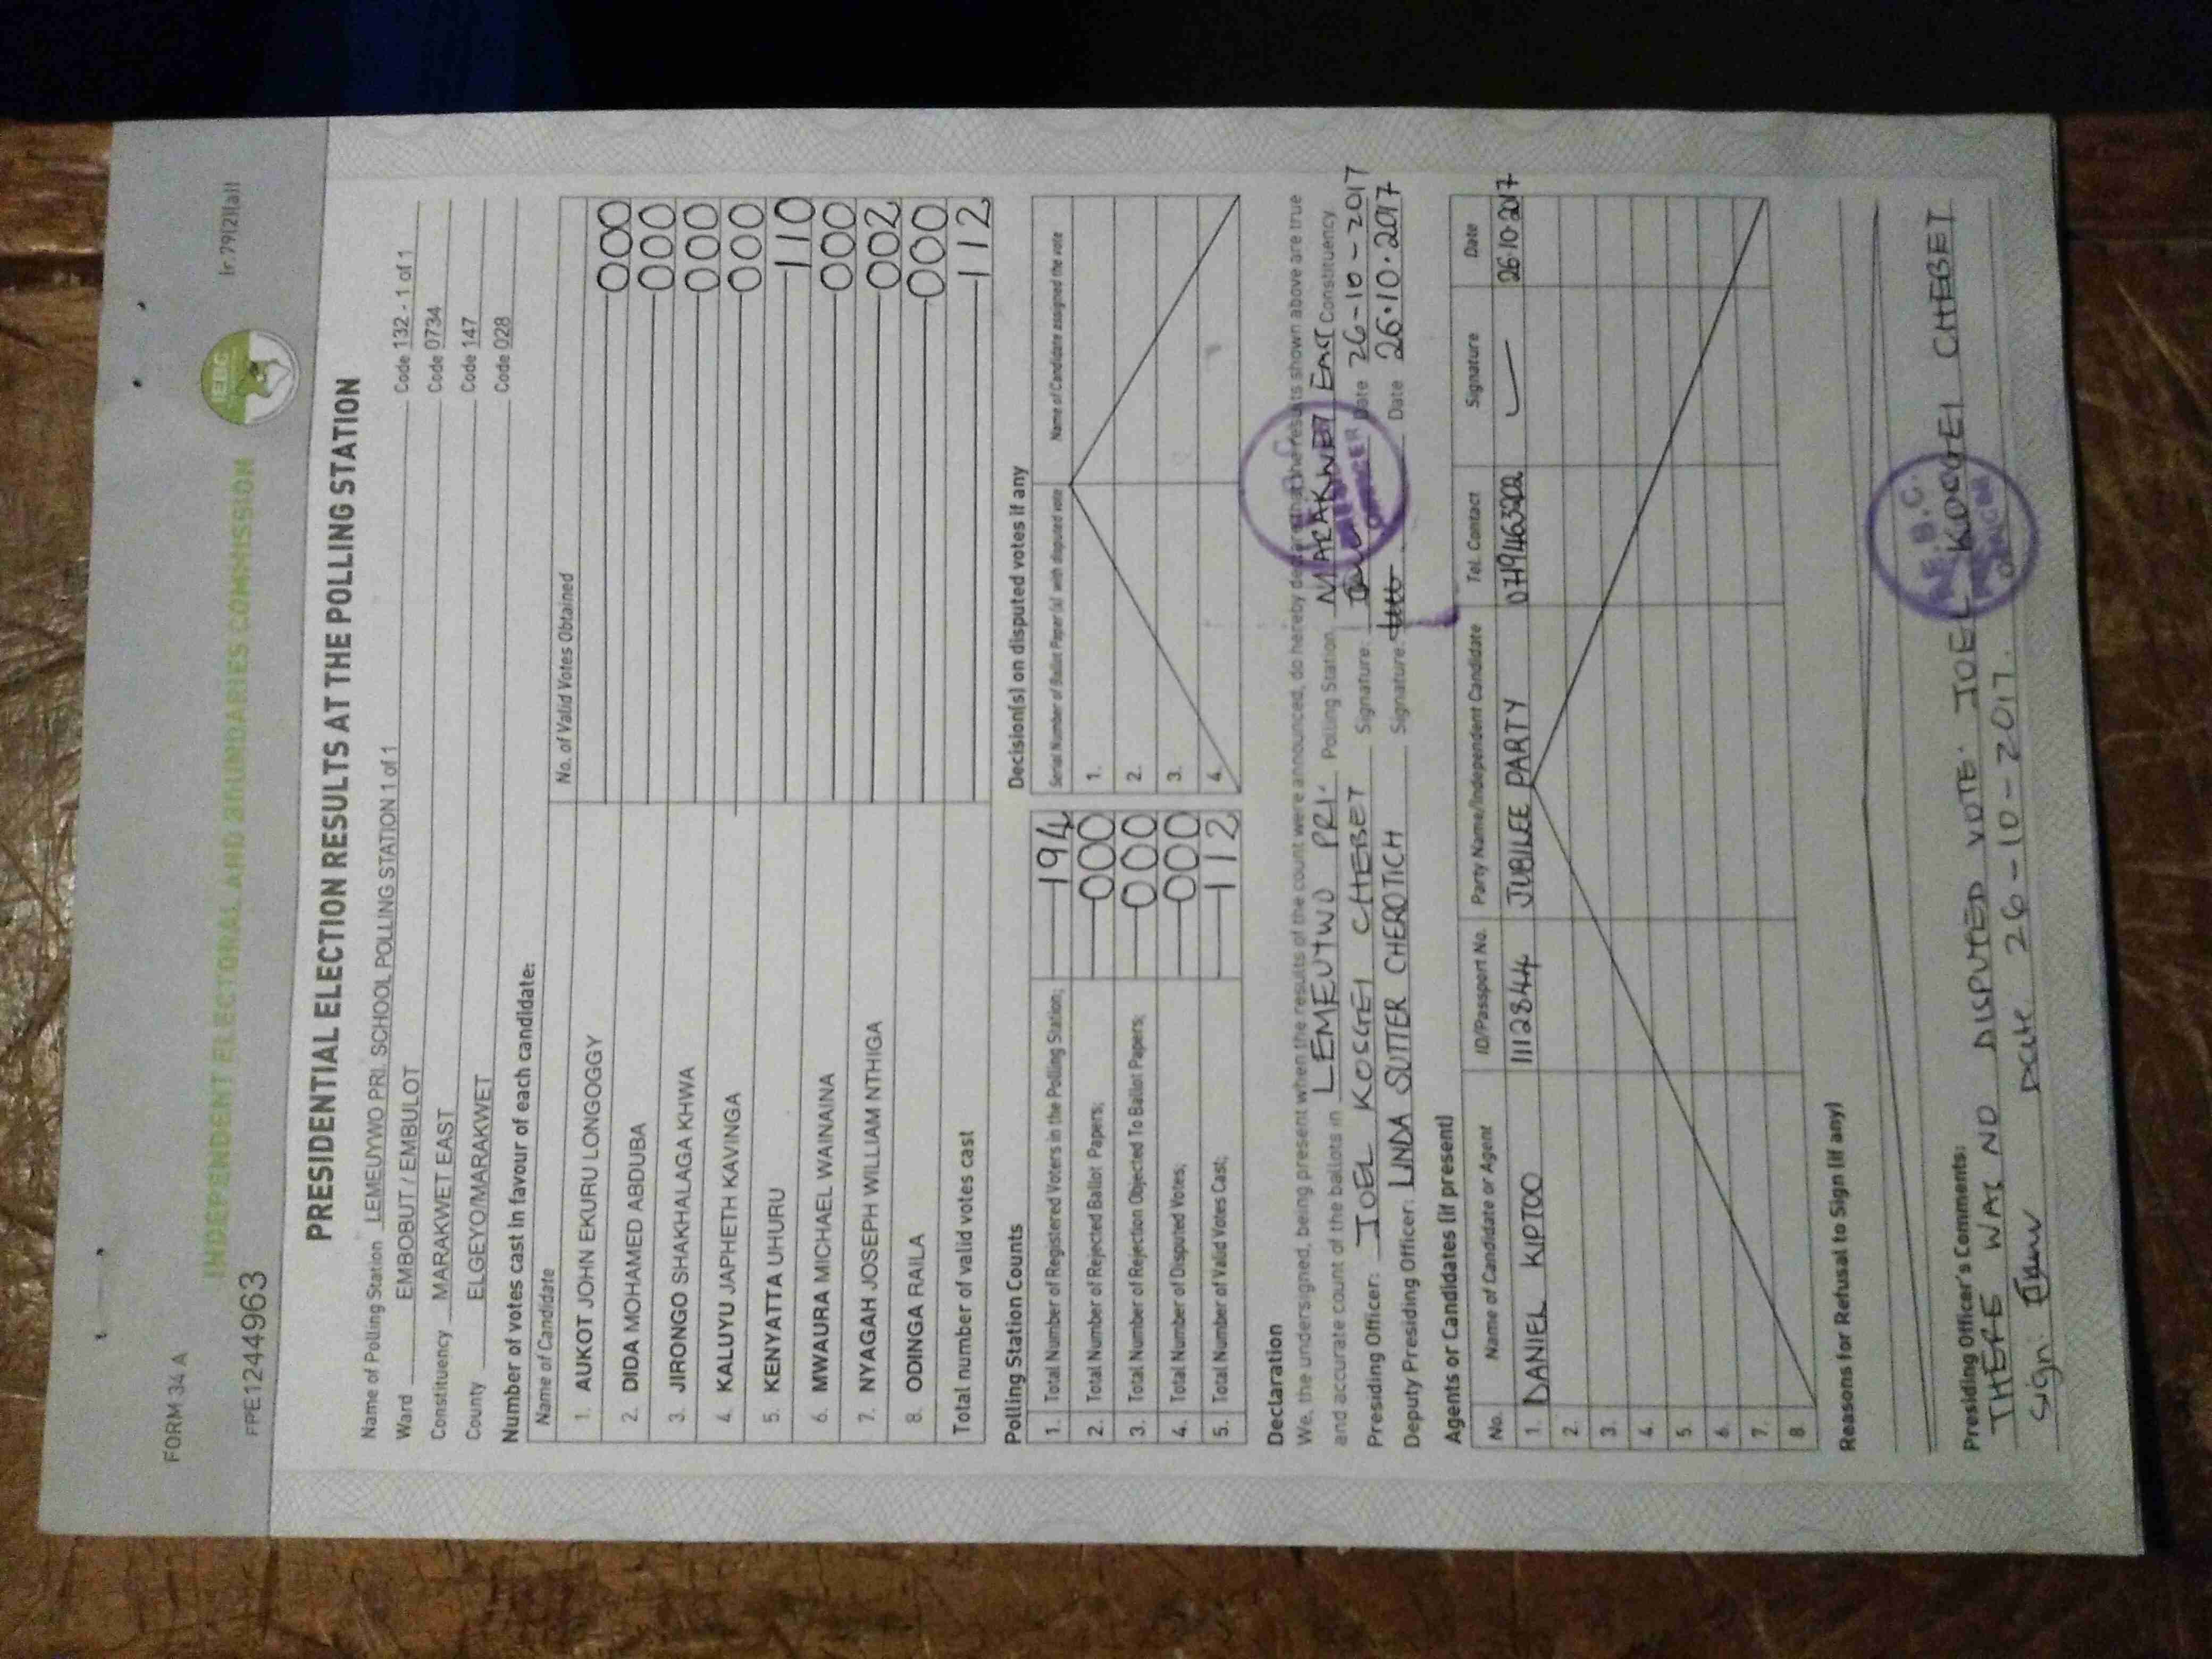 FORM 34 A
(r.79(2)(a))
FPE1244963
IEBC
INDEPENDENT ELECTORAL AND BOUNDARIES COMMISSION
PRESIDENTIAL ELECTION RESULTS AT THE POLLING STATION
Name of Polling Station LEMEUYWO PRI. SCHOOL POLLING STATION 1 of 1 Code 132 - 1 of 1
Ward EMBOBUT / EMBULOT Code 0734
Constituency MARAKWET EAST Code 147
County ELGEYO/MARAKWET Code 028
Number of votes cast in favour of each candidate:
Name of Candidate No. of Valid Votes Obtained
1. AUKOT JOHN EKURU LONGOGGY 000
2. DIDA MOHAMED ABDUBA 000
3. JIRONGO SHAKHALAGA KHWA 000
4. KALUYU JAPHETH KAVINGA 000
5. KENYATTA UHURU 110
6. MWAURA MICHAEL WAINAINA 000
7. NYAGAH JOSEPH WILLIAM NTHIGA 002
8. ODINGA RAILA 000
Total number of valid votes cast 112
Polling Station Counts
1. Total Number of Registered Voters in the Polling Station; 194
2. Total Number of Rejected Ballot Papers; 000
3. Total Number of Rejection Objected To Ballot Papers; 000
4. Total Number of Disputed Votes; 000
5. Total Number of Valid Votes Cast; 112
Decision(s) on disputed votes if any
Serial Number of Ballot Paper (s) with disputed vote Name of Candidate assigned the vote
1.
2.
3.
4.
Declaration
We, the undersigned, being present when the results of the count were announced, do hereby declare that the results shown above are true
and accurate count of the ballots in LEMEUYWO PRI. Polling Station MARAKWET EAST Constituency.
Presiding Officer: JOEL KOSGEI CHEBET Signature: Date 26-10-2017
Deputy Presiding Officer: LINDA SUTTER CHEROTICH Signature: Date 26.10.2017
Agents or Candidates (if present)
No. Name of Candidate or Agent ID/Passport No. Party Name/Independent Candidate Tel. Contact Signature Date
1. DANIEL KIPTOO 11128444 JUBILEE PARTY 26.10.2017
2.
3.
4.
5.
6.
7.
8.
Reasons for Refusal to Sign (if any)
Presiding Officer's Comments:
THERE WAS NO DISPUTED VOTE. JOEL KOSGEI CHEBET
Sign: Date 26-10-2017.
I.E.B.C.